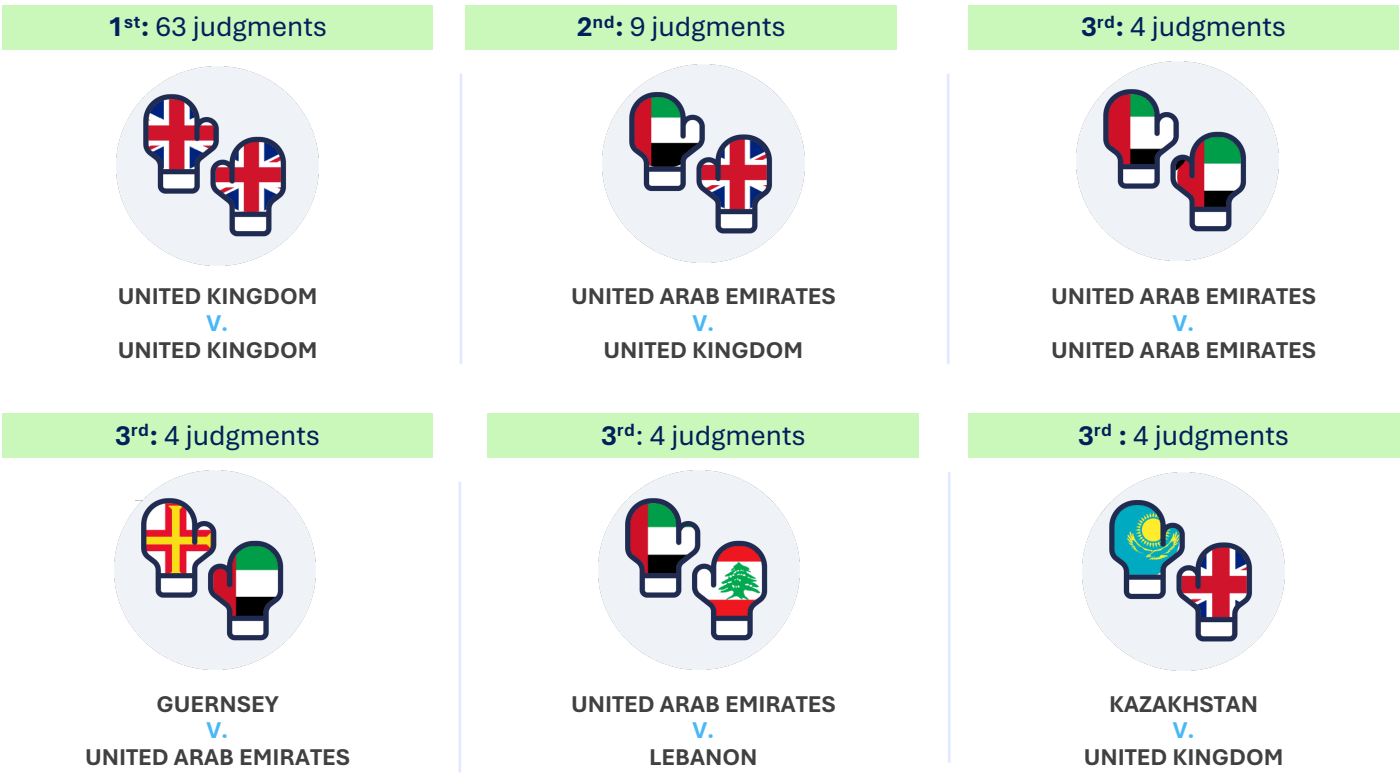 1st: 63 judgments
UNITED KINGDOM
V.
UNITED KINGDOM
2nd: 9 judgments
UNITED ARAB EMIRATES
V.
UNITED KINGDOM
3rd: 4 judgments
UNITED ARAB EMIRATES
V.
UNITED ARAB EMIRATES
3rd: 4 judgments
GUERNSEY
V.
UNITED ARAB EMIRATES
3rd: 4 judgments
UNITED ARAB EMIRATES
V.
LEBANON
3rd : 4 judgments
KAZAKHSTAN
V.
UNITED KINGDOM